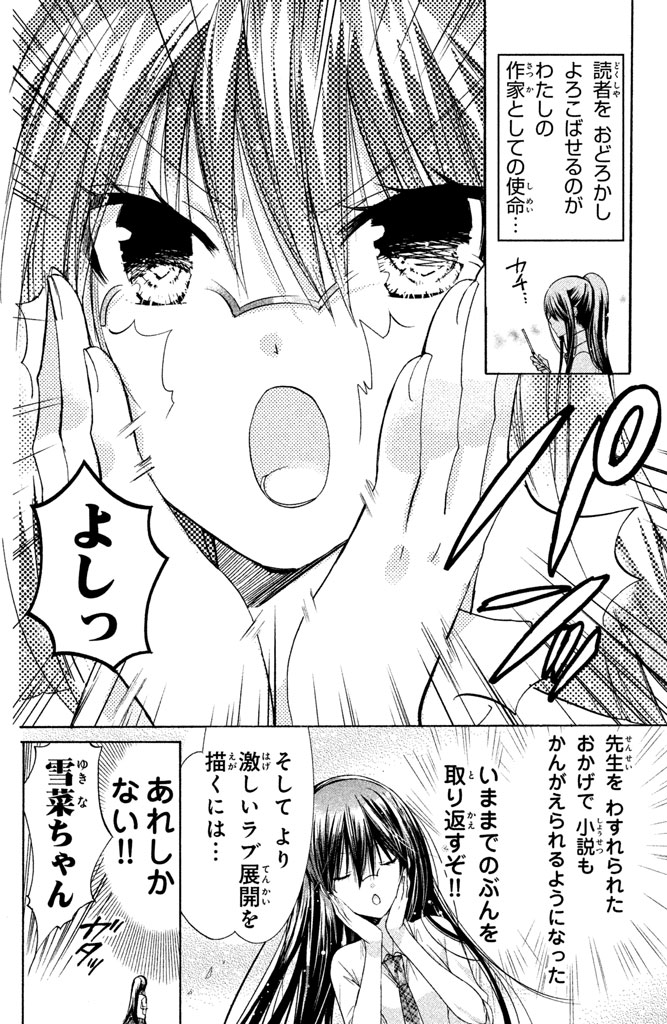 読者を おどろかし
よろこばせるのが
わたしの
作家としての使命…
カチ…
パンッ
よしっ
先生を わすれられた
おかげで 小説も
かんがえられるようになった
いままでのぶんを
取り返すぞ!!
そして より
激しいラブ展開を
描くには…
あれしか
ない!!
雪菜ちゃん
ガタッ